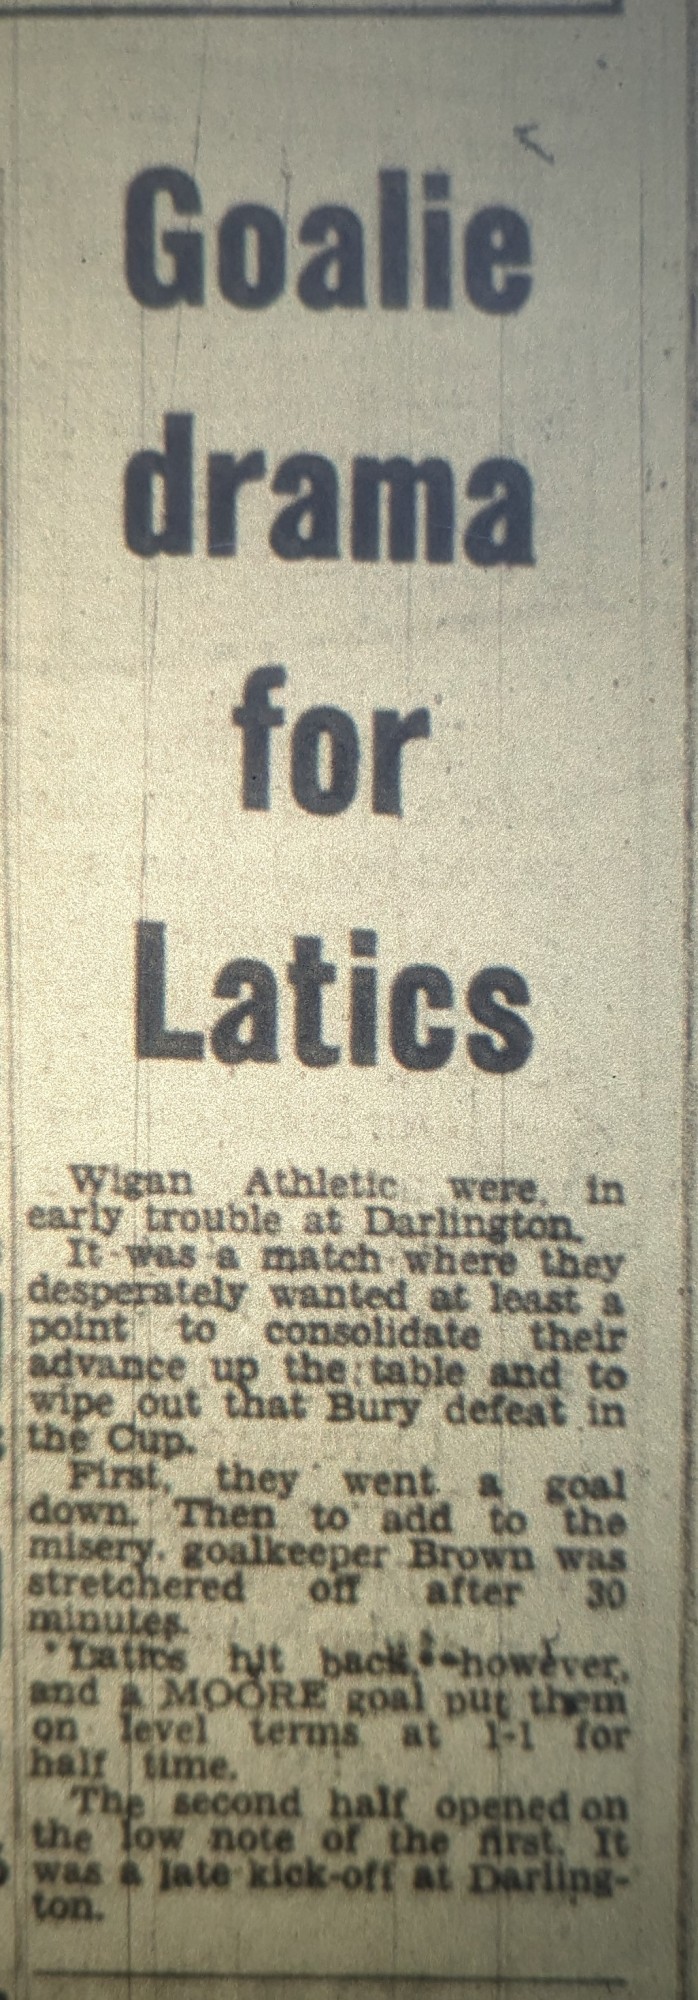 Goalie
drama
for
Latics
Wigan Athletic were in
early trouble at Darlington.
It was a match where they
desperately wanted at least a
point to consolidate their
advance up the table and to
wipe out that Bury defeat in
the Cup.
First, they went a goal
down. Then to add to the
misery, goalkeeper Brown was
stretchered off after 30
minutes.
Latics hit back, however,
and a MOORE goal put them
on level terms at 1-1 for
half time.
The second half opened on
the low note of the first. It
was a late kick-off at Darling-
ton.